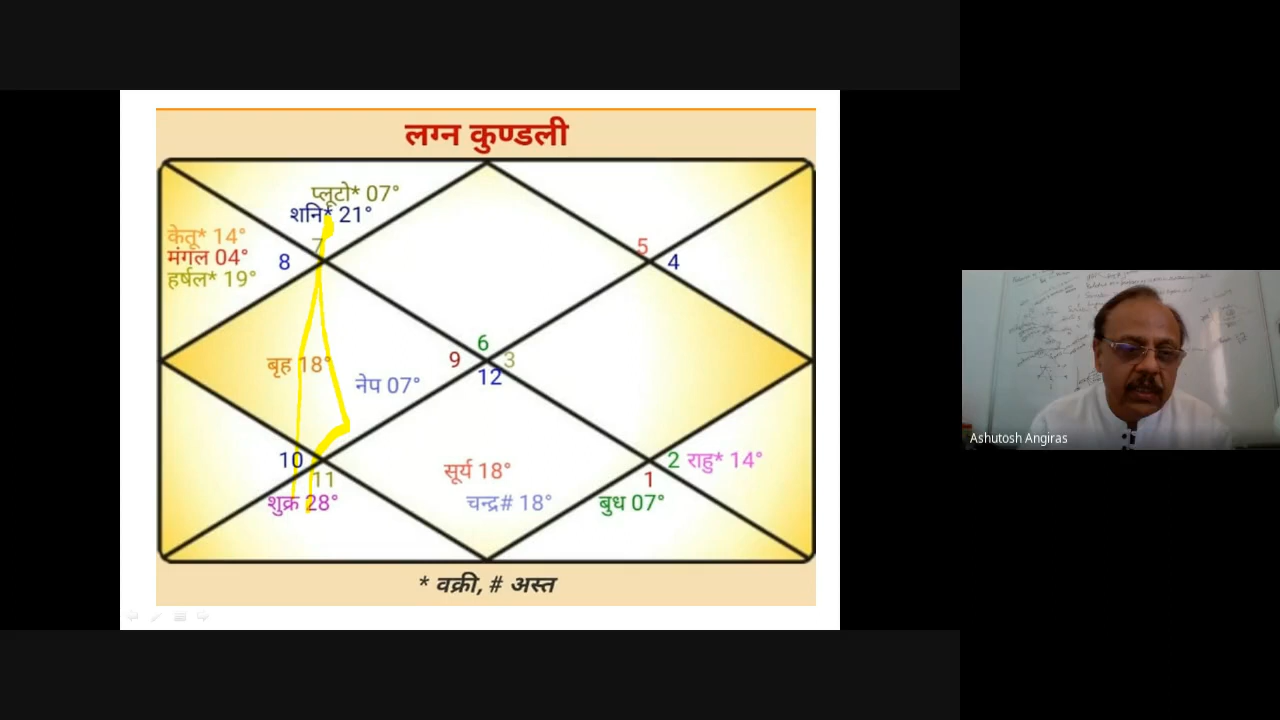 लग्न कुण्डली
प्लूटो* 07°
शनि* 21°
7
केतू* 14°
मंगल 04°
हर्षल* 19°
8
5
4
6
9
3
12
बृह 18°
नेप 07°
10
11
शुक्र 28°
सूर्य 18°
चन्द्र# 18°
2 राहु* 14°
1
बुध 07°
* वक्री, # अस्त
Ashutosh Angiras